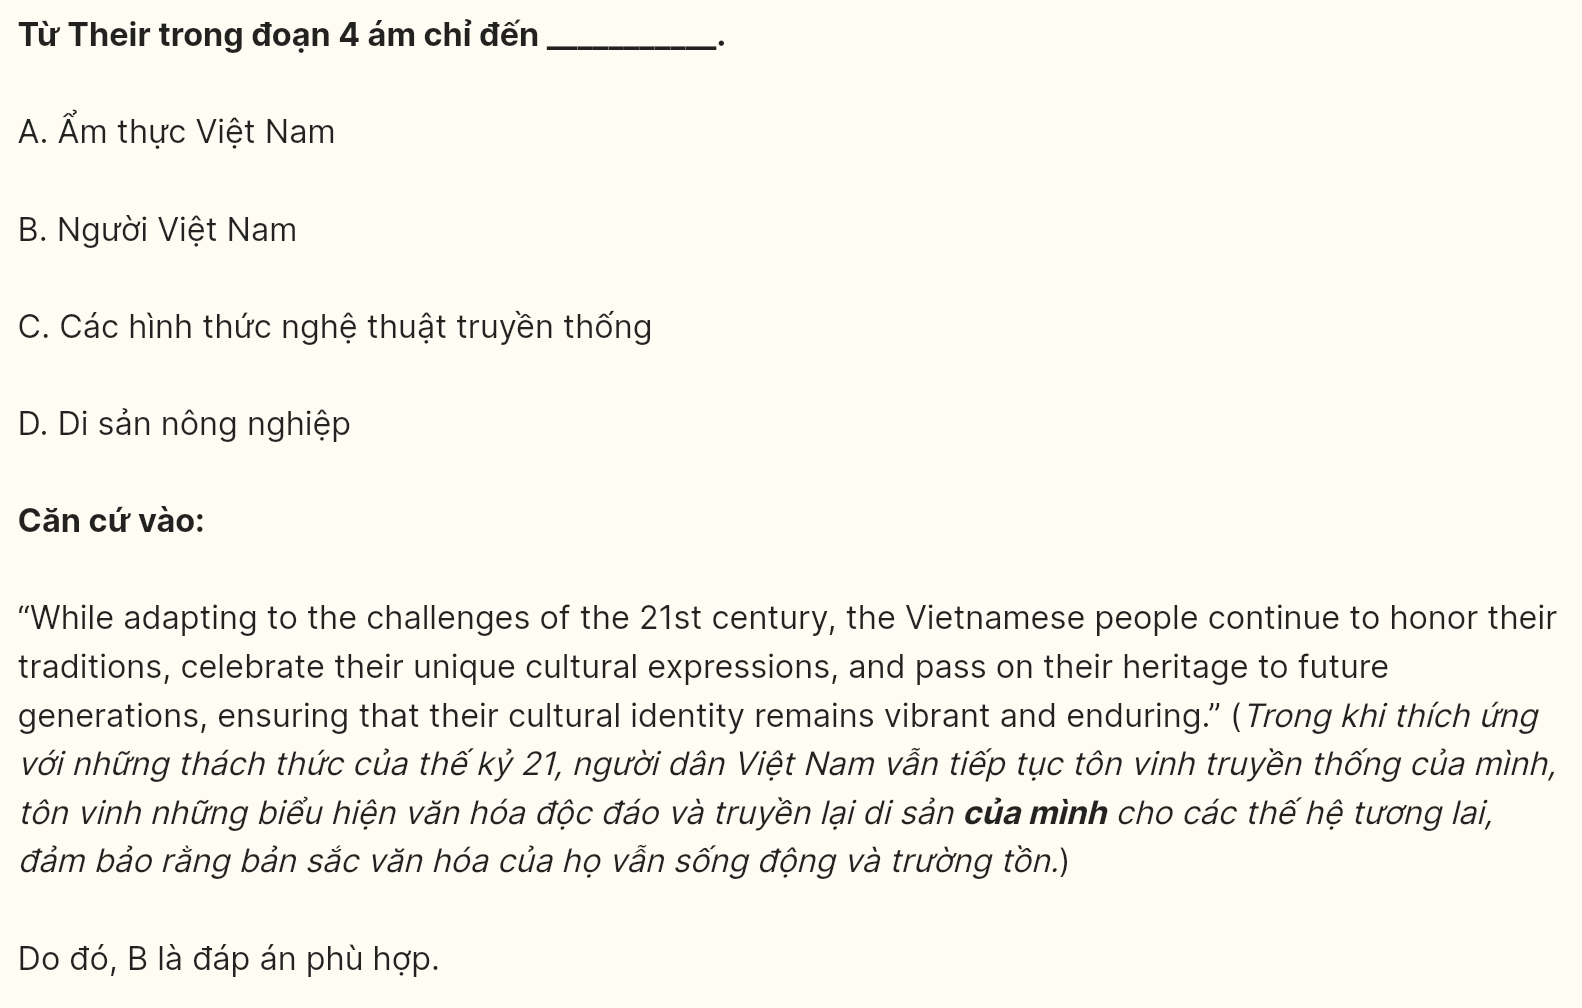 Từ Their trong đoạn 4 ám chỉ đến ___________.
A. Ẩm thực Việt Nam
B. Người Việt Nam
C. Các hình thức nghệ thuật truyền thống
D. Di sản nông nghiệp
Căn cứ vào:
“While adapting to the challenges of the 21st century, the Vietnamese people continue to honor their
traditions, celebrate their unique cultural expressions, and pass on their heritage to future
generations, ensuring that their cultural identity remains vibrant and enduring.” (Trong khi thích ứng
với những thách thức của thế kỷ 21, người dân Việt Nam vẫn tiếp tục tôn vinh truyền thống của mình,
tôn vinh những biểu hiện văn hóa độc đáo và truyền lại di sản của mình cho các thế hệ tương lai,
đảm bảo rằng bản sắc văn hóa của họ vẫn sống động và trường tồn.)
Do đó, B là đáp án phù hợp.